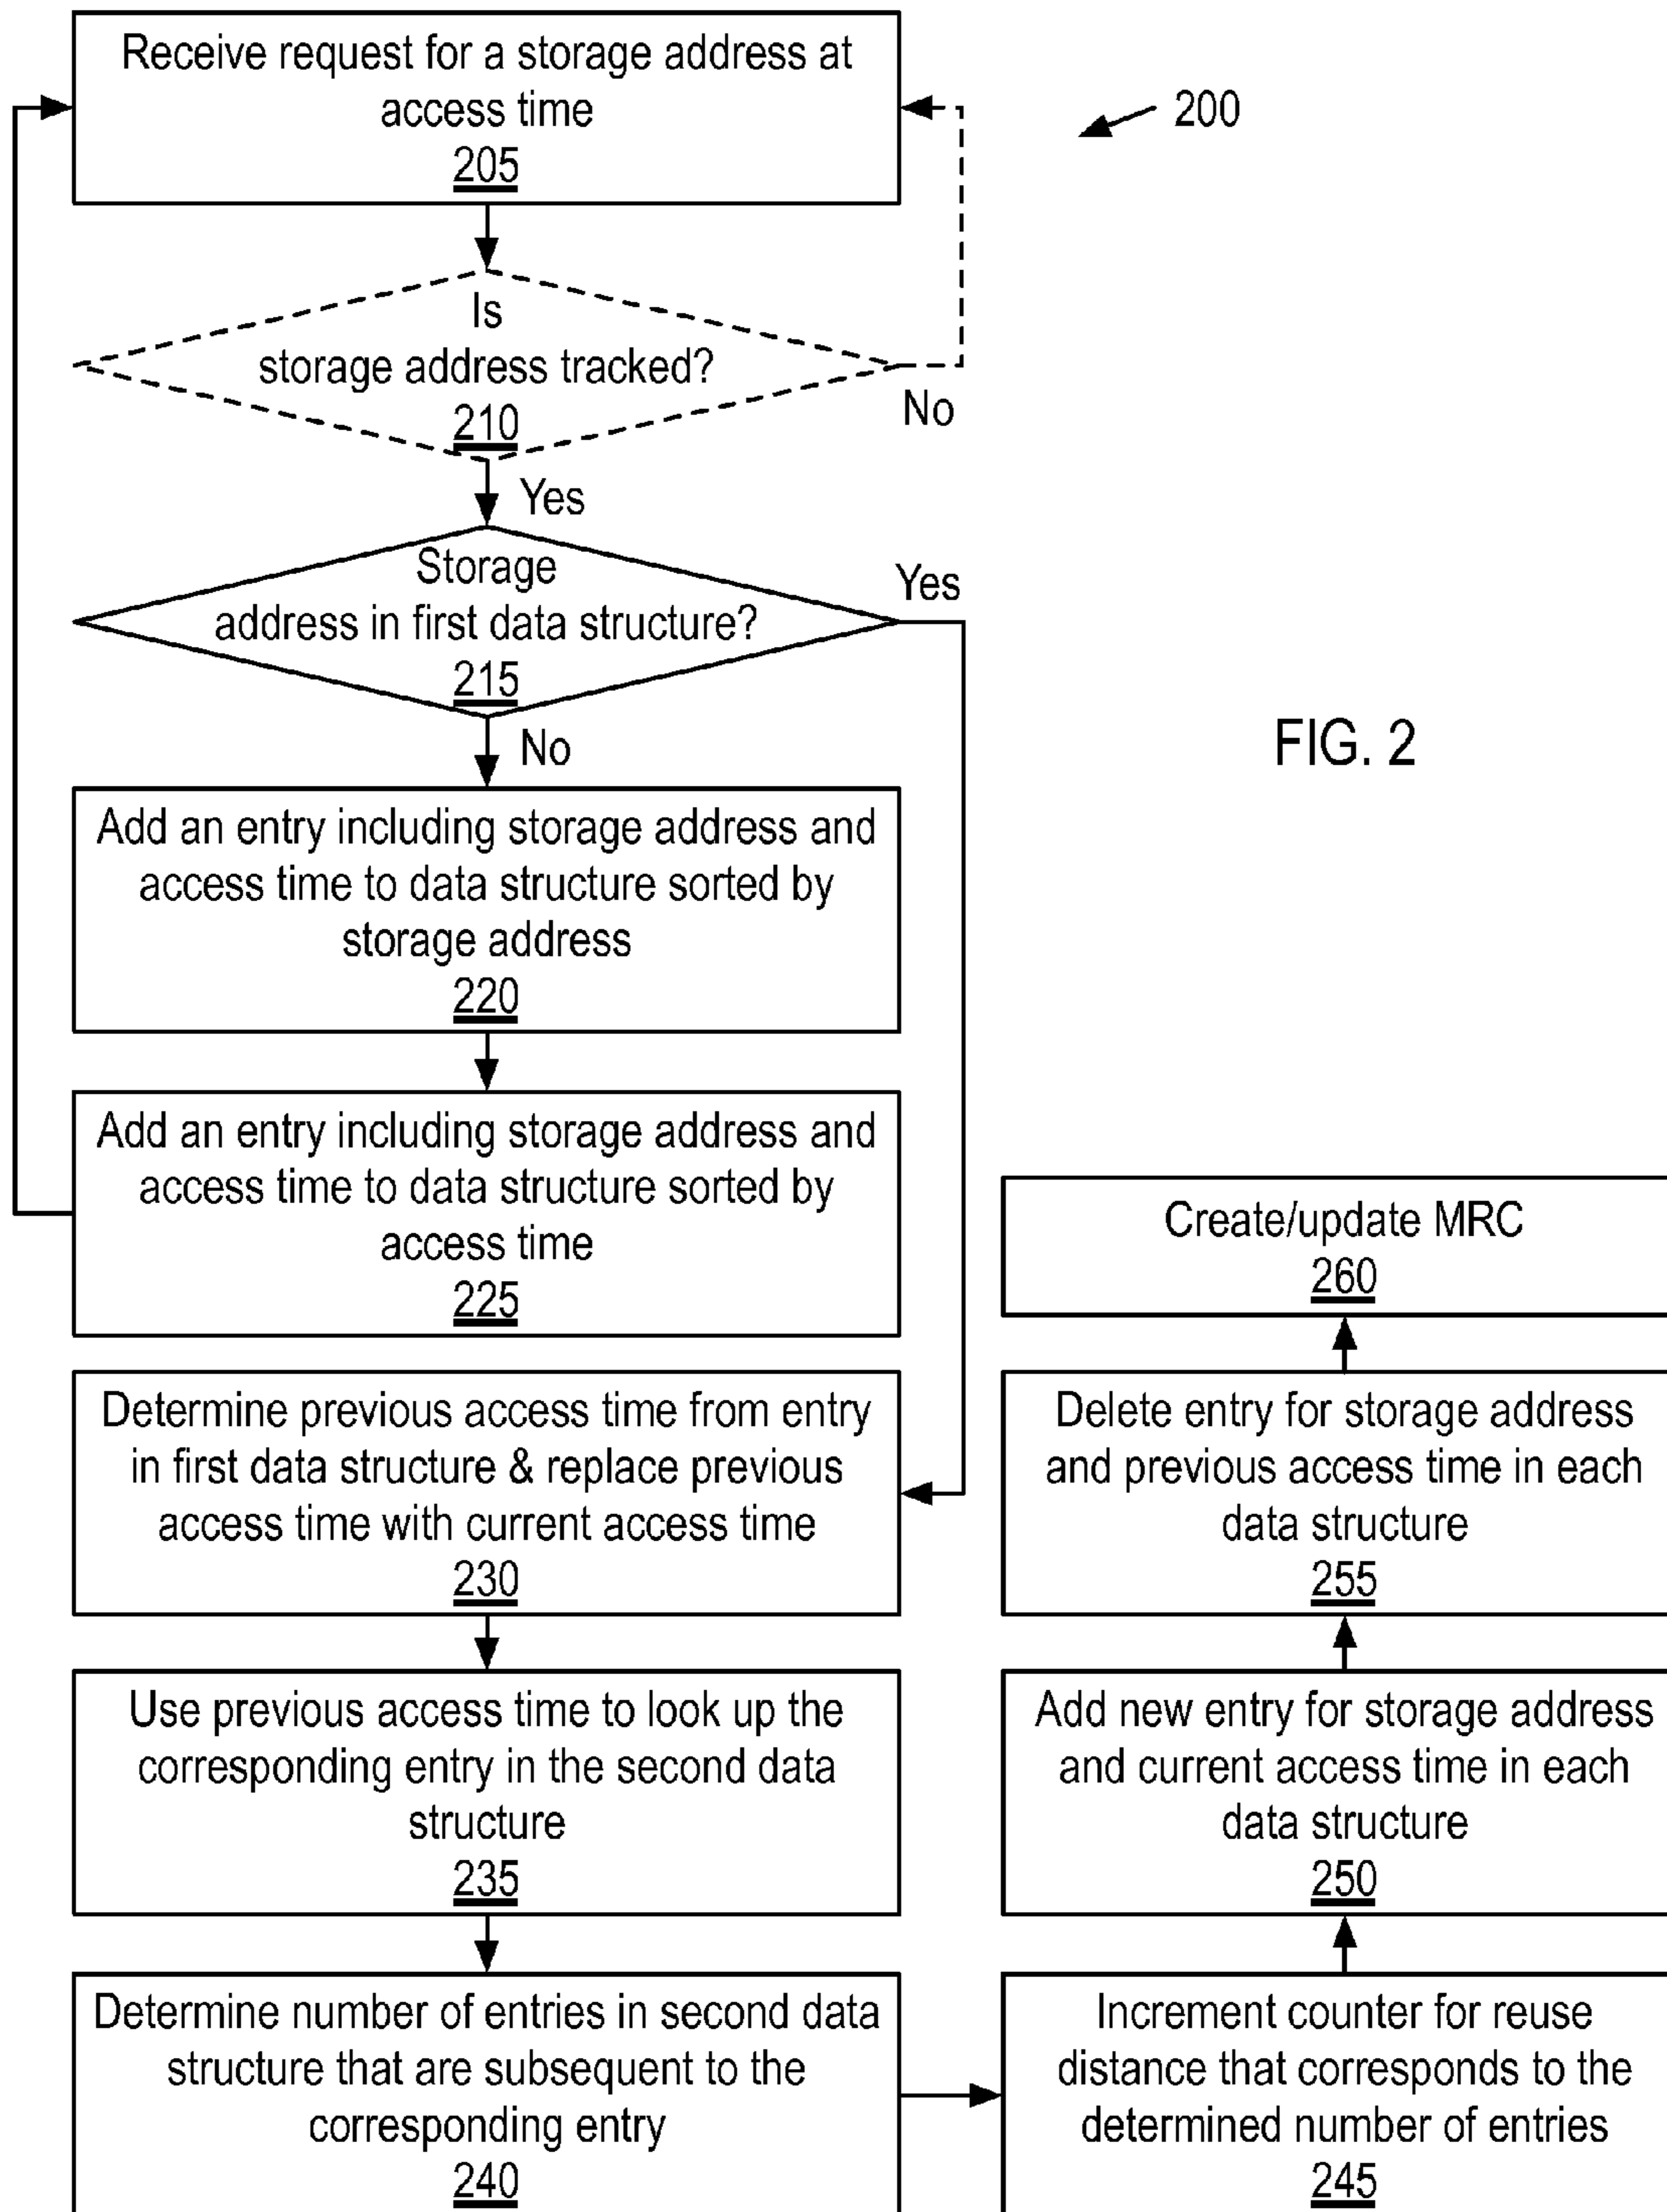 Receive request for a storage address at
access time
205
200
Is
storage address tracked?
210
No
Yes
Storage
address in first data structure?
215
Yes
No
FIG. 2
Add an entry including storage address and
access time to data structure sorted by
storage address
220
Add an entry including storage address and
access time to data structure sorted by
access time
225
Determine previous access time from entry
in first data structure & replace previous
access time with current access time
230
Use previous access time to look up the
corresponding entry in the second data
structure
235
Determine number of entries in second data
structure that are subsequent to the
corresponding entry
240
Increment counter for reuse
distance that corresponds to the
determined number of entries
245
Add new entry for storage address
and current access time in each
data structure
250
Delete entry for storage address
and previous access time in each
data structure
255
Create/update MRC
260